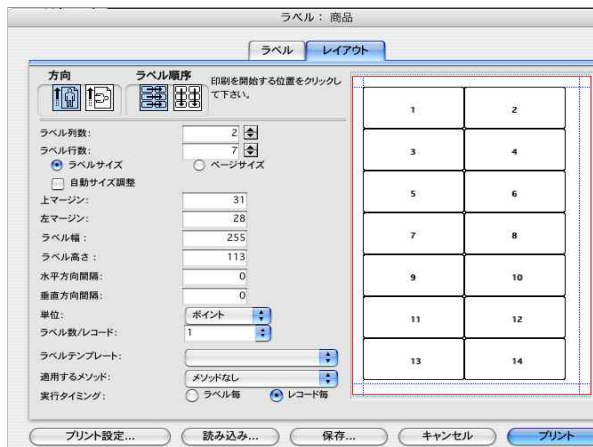 ラベル： 商品
ラベル
レイアウト
方向
ラベル順序
印刷を開始する位置をクリックし
て下さい。
ラベル列数:
2
ラベル行数:
7
ラベルサイズ
ページサイズ
自動サイズ調整
上マージン:
31
左マージン:
28
ラベル幅 :
255
ラベル高さ :
113
水平方向間隔:
0
垂直方向間隔:
0
単位:
ポイント
ラベル数/レコード:
1
ラベルテンプレート:
適用するメソッド:
メソッドなし
実行タイミング:
ラベル毎
レコード毎
1 2
3 4
5 6
7 8
9 10
11 12
13 14
プリント設定...
読み込み...
保存...
キャンセル
プリント